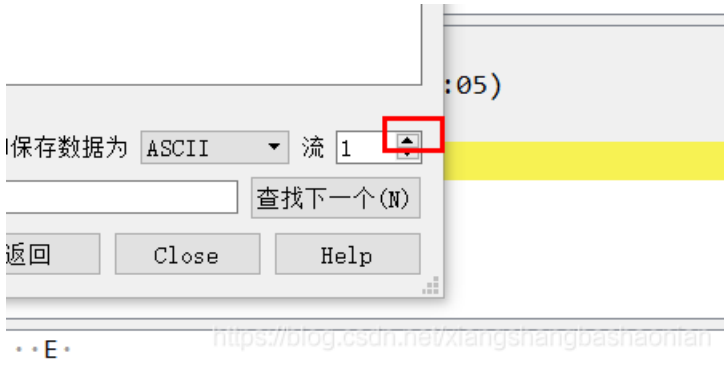 :05)
保存数据为 ASCII 流 1
查找下一个(N)
返回 Close Help
https://blog.csdn.net/xiangshangbashaonian
··E·